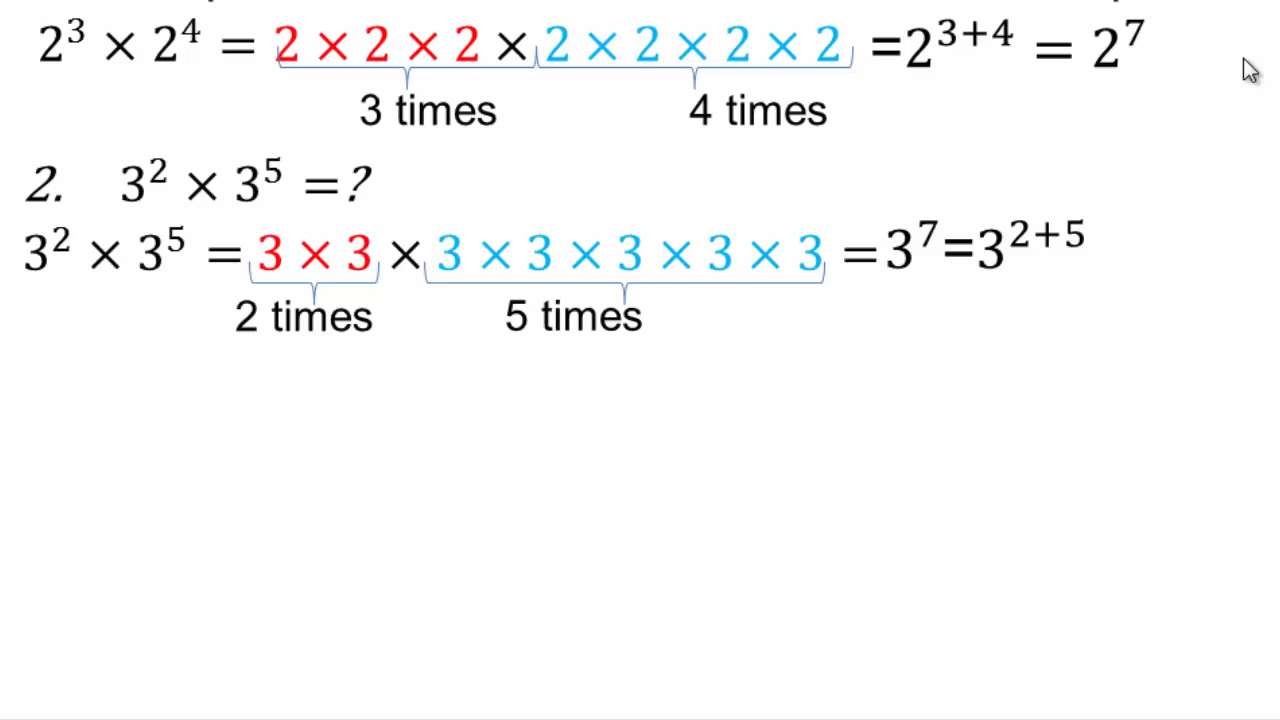 2³ × 2⁴ = 2 × 2 × 2 × 2 × 2 × 2 × 2 =2³⁺⁴ = 2⁷
3 times 4 times
2. 3² × 3⁵ =?
3² × 3⁵ = 3 × 3 × 3 × 3 × 3 × 3 × 3 = 3⁷=3²⁺⁵
2 times 5 times